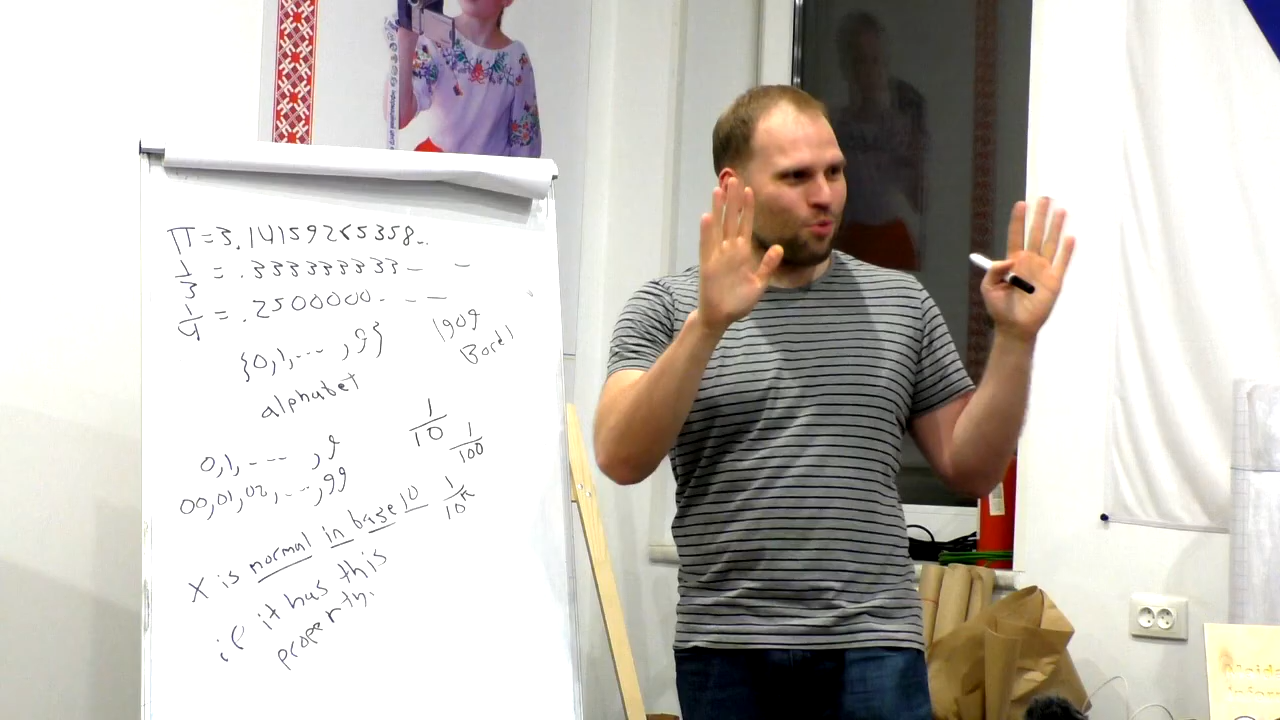 π = 3.14159265358..
1/3 = .333333333-- -
1/4 = .2500000- - -
{0,1,... ,9}
1909
Borel
alphabet
1/10
1/100
0,1,---- ,9
00,01,02,...,99
1/10ⁿ
x is normal in base 10
if it has this
property.